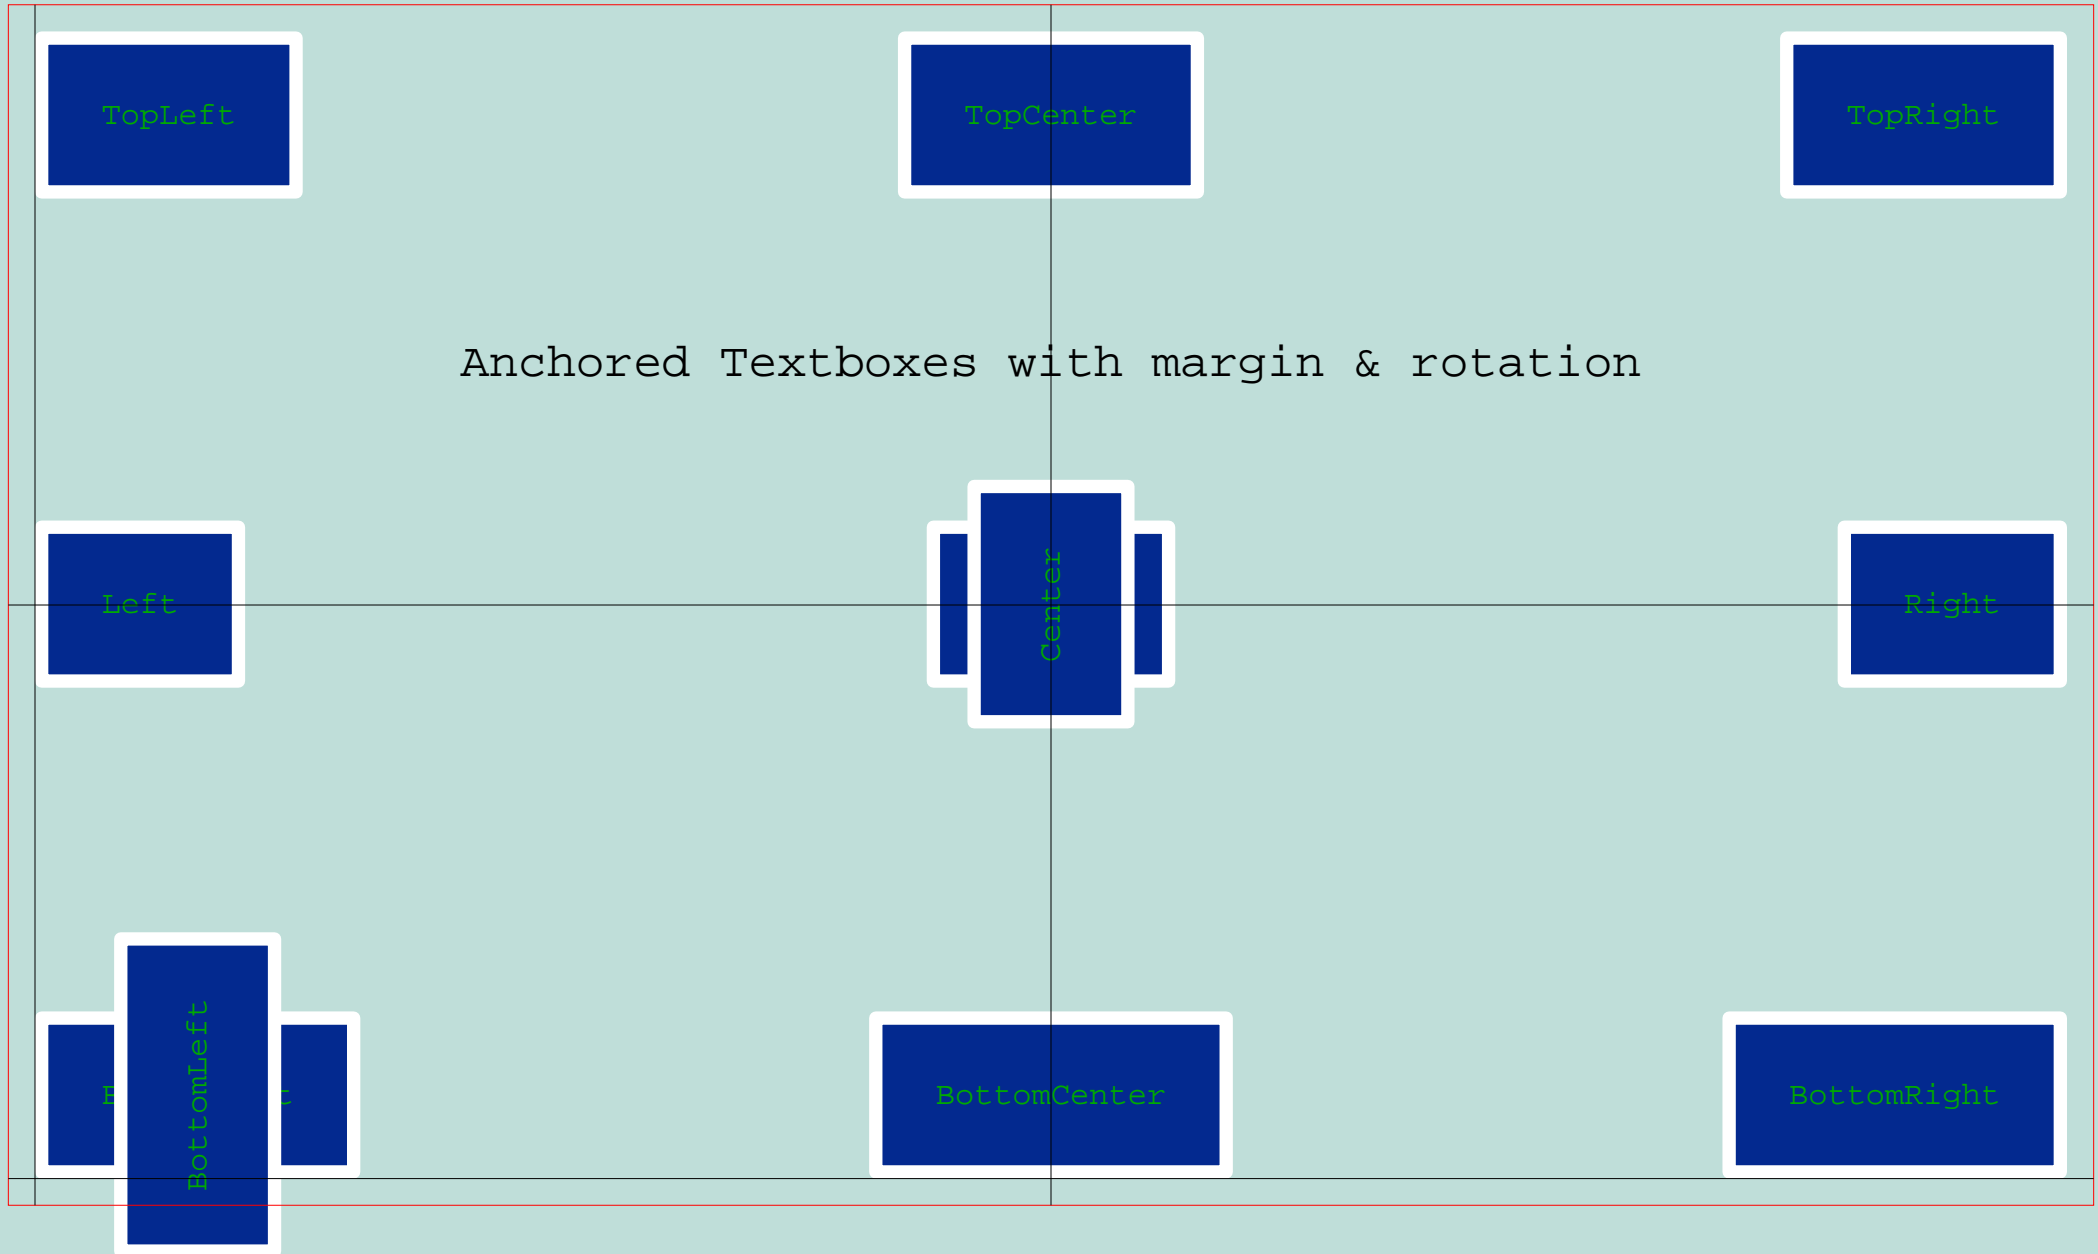 TopLeft TopCenter TopRight
Anchored Textboxes with margin & rotation
Left Center Right
BottomLeft BottomCenter BottomRight